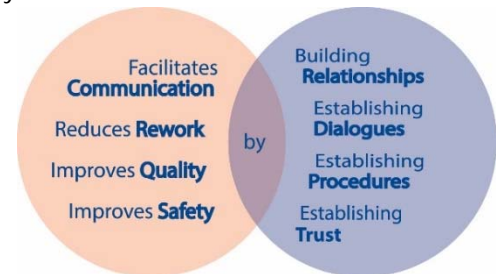 Facilitates
Communication
Reduces Rework
Improves Quality
Improves Safety
by
Building
Relationships
Establishing
Dialogues
Establishing
Procedures
Establishing
Trust